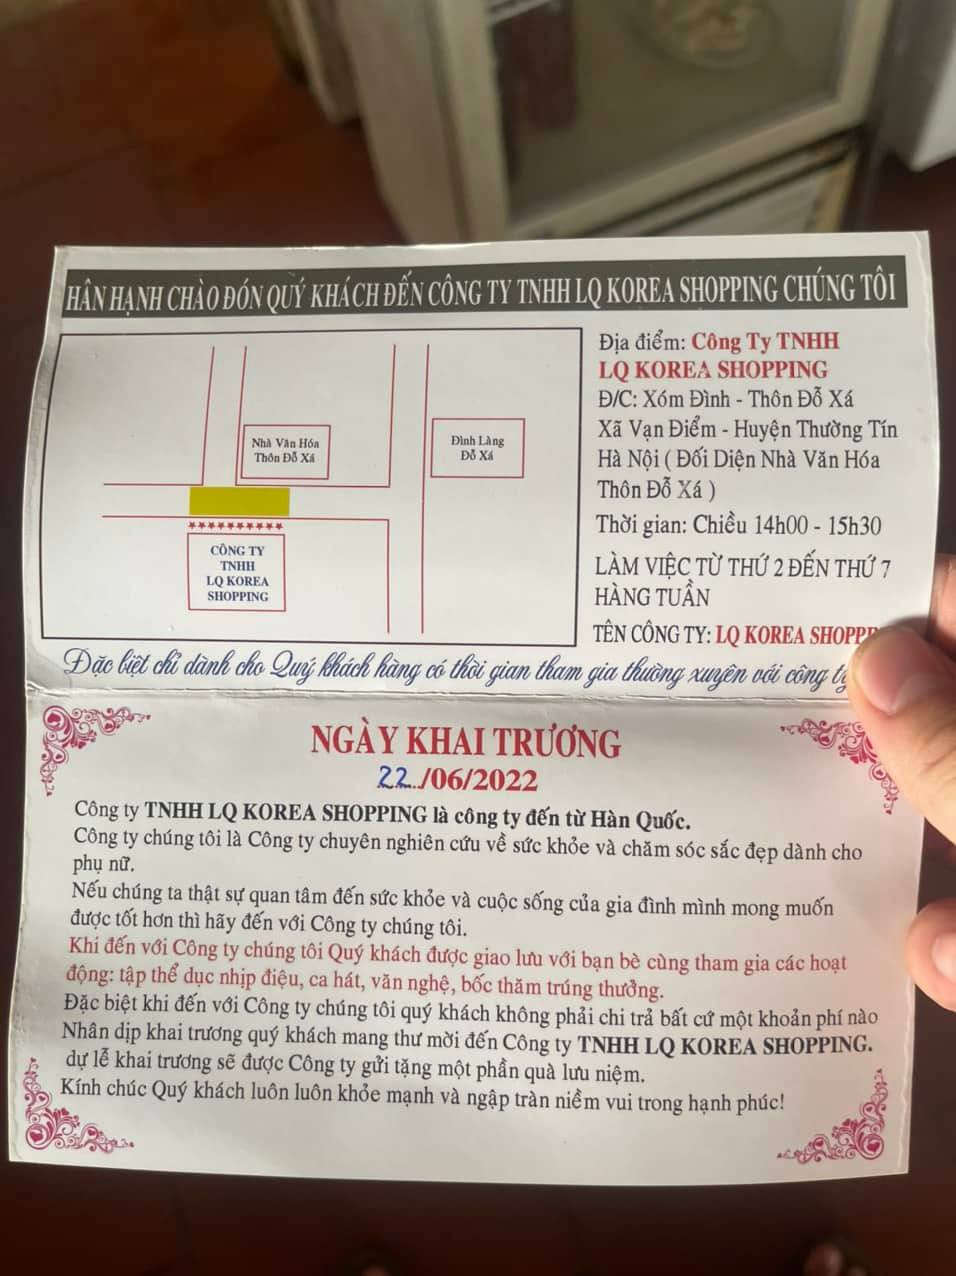 HÂN HẠNH CHÀO ĐÓN QUÝ KHÁCH ĐẾN CÔNG TY TNHH LQ KOREA SHOPPING CHÚNG TÔI
Nhà Văn Hóa
Thôn Đỗ Xá
Đình Làng
Đỗ Xá
CÔNG TY
TNHH
LQ KOREA
SHOPPING
Địa điểm: Công Ty TNHH
LQ KOREA SHOPPING
Đ/C: Xóm Đình - Thôn Đỗ Xá
Xã Vạn Điểm - Huyện Thường Tín
Hà Nội ( Đối Diện Nhà Văn Hóa
Thôn Đỗ Xá )
Thời gian: Chiều 14h00 - 15h30
LÀM VIỆC TỪ THỨ 2 ĐẾN THỨ 7
HÀNG TUẦN
TÊN CÔNG TY: LQ KOREA SHOPP
Đặc biệt chỉ dành cho Quý khách hàng có thời gian tham gia thường xuyên với công ty
NGÀY KHAI TRƯƠNG
22../06/2022
Công ty TNHH LQ KOREA SHOPPING là công ty đến từ Hàn Quốc.
Công ty chúng tôi là Công ty chuyên nghiên cứu về sức khỏe và chăm sóc sắc đẹp dành cho
phụ nữ.
Nếu chúng ta thật sự quan tâm đến sức khỏe và cuộc sống của gia đình mình mong muốn
được tốt hơn thì hãy đến với Công ty chúng tôi.
Khi đến với Công ty chúng tôi Quý khách được giao lưu với bạn bè cùng tham gia các hoạt
động: tập thể dục nhịp điệu, ca hát, văn nghệ, bốc thăm trúng thưởng.
Đặc biệt khi đến với Công ty chúng tôi quý khách không phải chi trả bất cứ một khoản phí nào
Nhân dịp khai trương quý khách mang thư mời đến Công ty TNHH LQ KOREA SHOPPING.
dự lễ khai trương sẽ được Công ty gửi tặng một phần quà lưu niệm.
Kính chúc Quý khách luôn luôn khỏe mạnh và ngập tràn niềm vui trong hạnh phúc!